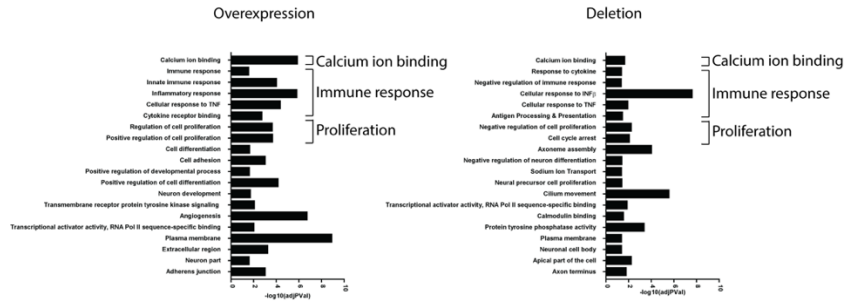 Overexpression
Calcium ion binding
Immune response
Innate immune response
Inflammatory response
Cellular response to TNF
Cytokine receptor binding
Regulation of cell proliferation
Positive regulation of cell proliferation
Cell differentiation
Cell adhesion
Positive regulation of developmental process
Positive regulation of cell differentiation
Neuron development
Transmembrane receptor protein tyrosine kinase signaling
Angiogenesis
Transcriptional activator activity, RNA Pol II sequence-specific binding
Plasma membrane
Extracellular region
Neuron part
Adherens junction
Calcium ion binding
Immune response
Proliferation
0 2 4 6 8 10
-log10(adjPVal)
Deletion
Calcium ion binding
Response to cytokine
Negative regulation of immune response
Cellular response to INFβ
Cellular response to TNF
Antigen Processing & Presentation
Negative regulation of cell proliferation
Cell cycle arrest
Axoneme assembly
Negative regulation of neuron differentiation
Sodium Ion Transport
Neural precursor cell proliferation
Cilium movement
Transcriptional activator activity, RNA Pol II sequence-specific binding
Calmodulin binding
Protein tyrosine phosphatase activity
Plasma membrane
Neuronal cell body
Apical part of the cell
Axon terminus
Calcium ion binding
Immune response
Proliferation
0 2 4 6 8 10
-log10(adjPVal)